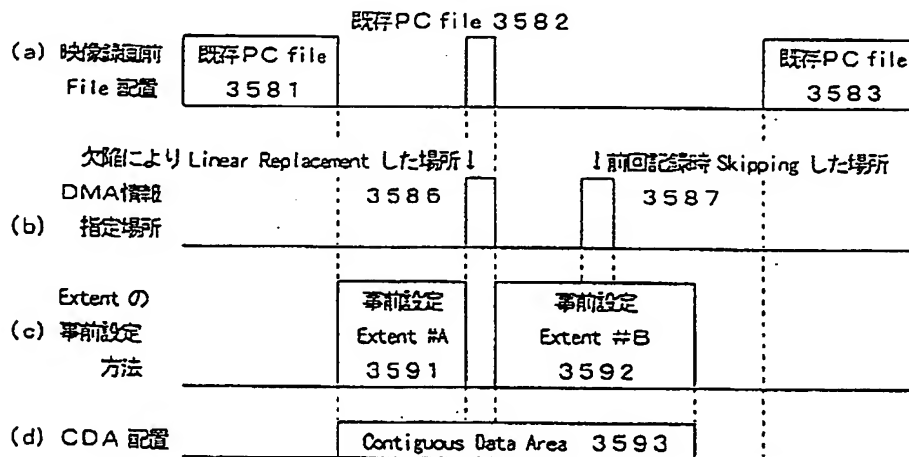 既存PC file 3582
(a) 映像録画前 既存PC file 既存PC file
File 配置 3581 3583
欠陥により Linear Replacement した場所↓ ↓前回記録時 Skipping した場所
DMA情報 3586 3587
(b) 指定場所
Extent の 事前設定 事前設定
(c) 事前設定 Extent #A Extent #B
方法 3591 3592
(d) CDA 配置 Contiguous Data Area 3593